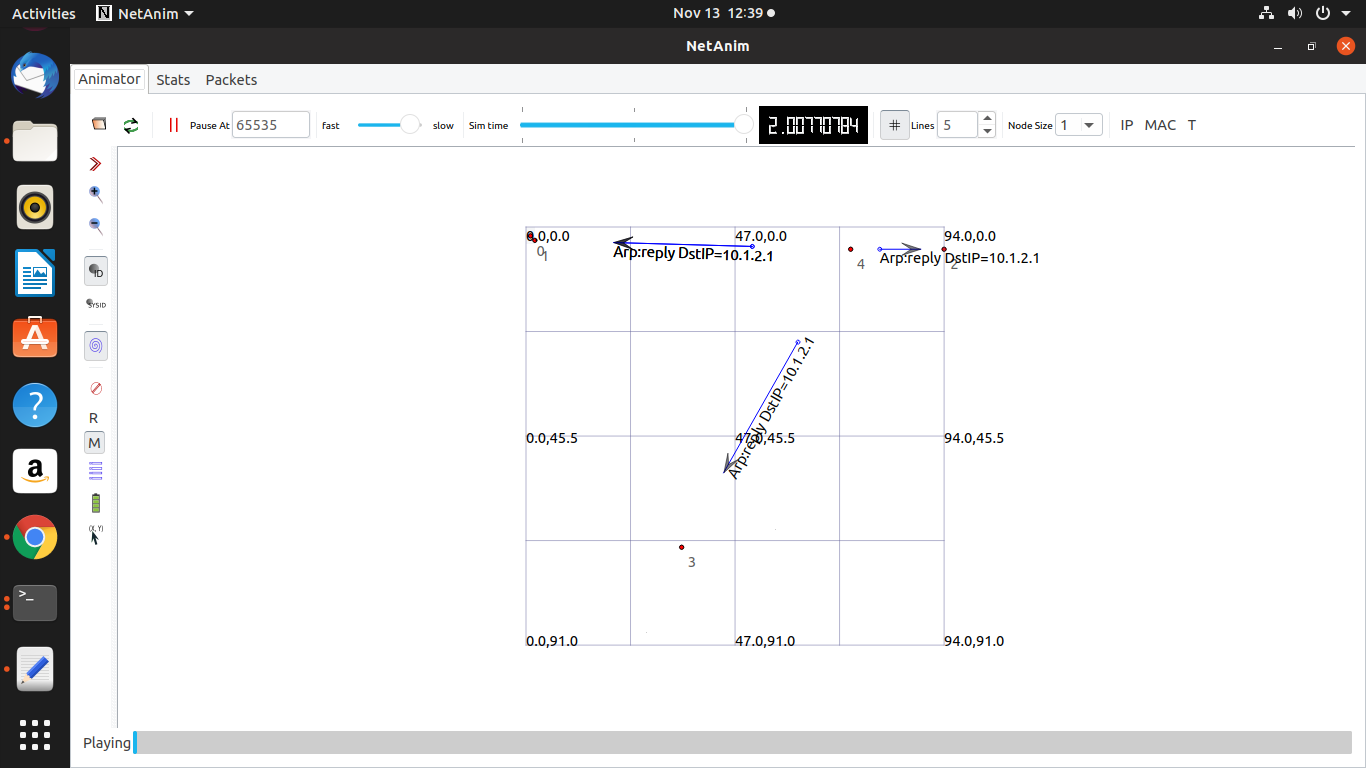 Activities NetAnim Nov 13 12:39
NetAnim
Animator Stats Packets
Pause At 65535 fast slow Sim time 2.00770784 # Lines 5 Node Size 1 IP MAC T
ID
SYSID
R
M
(X, Y)
0.0,0.0 47.0,0.0 94.0,0.0
0 1 Arp:reply DstIP=10.1.2.1 4 Arp:reply DstIP=10.1.2.1 2
Arp:reply DstIP=10.1.2.1
0.0,45.5 47.0,45.5 94.0,45.5
3
0.0,91.0 47.0,91.0 94.0,91.0
Playing